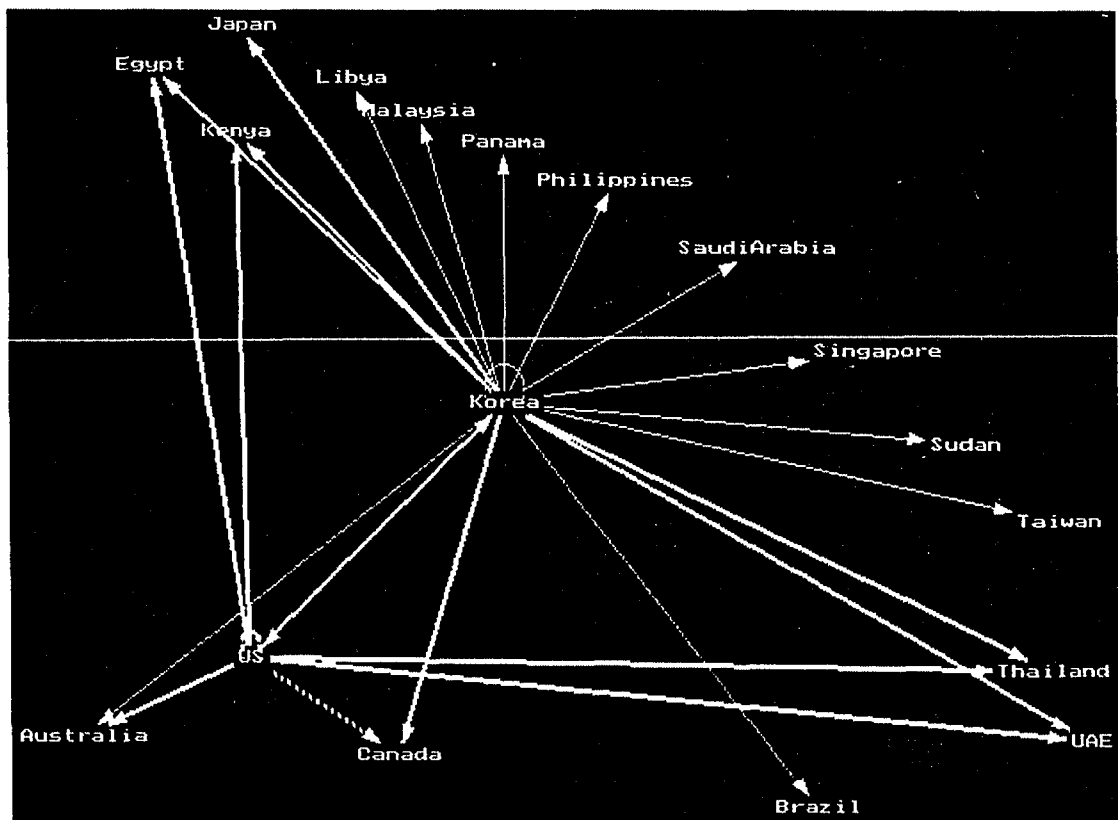 Japan
Egypt
Libya
Malaysia
Kenya
Panama
Philippines
SaudiArabia
Singapore
Korea
Sudan
Taiwan
US
Thailand
Australia
Canada
UAE
Brazil